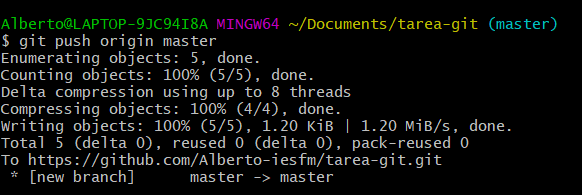 Alberto@LAPTOP-9JC94I8A MINGW64 ~/Documents/tarea-git (master)
$ git push origin master
Enumerating objects: 5, done.
Counting objects: 100% (5/5), done.
Delta compression using up to 8 threads
Compressing objects: 100% (4/4), done.
Writing objects: 100% (5/5), 1.20 KiB | 1.20 MiB/s, done.
Total 5 (delta 0), reused 0 (delta 0), pack-reused 0
To https://github.com/Alberto-iesfm/tarea-git.git
 * [new branch]      master -> master